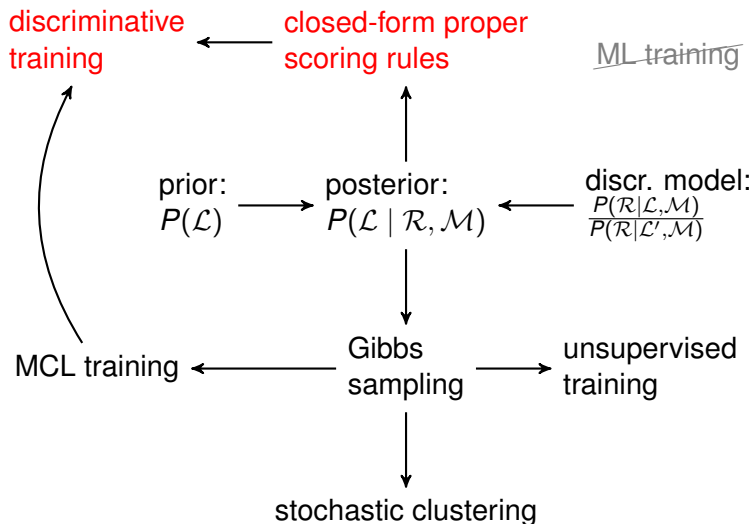 discriminative
training
closed-form proper
scoring rules
ML training
prior:
P(ℒ)
posterior:
P(ℒ | ℛ, ℳ)
discr. model:
P(ℛ|ℒ,ℳ)
P(ℛ|ℒ′,ℳ)
MCL training
Gibbs
sampling
unsupervised
training
stochastic clustering